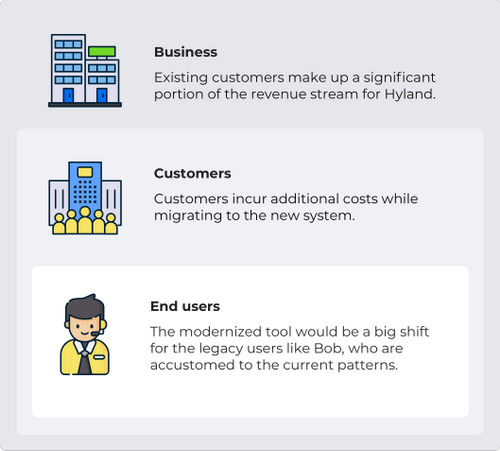 Business
Existing customers make up a significant
portion of the revenue stream for Hyland.
Customers
Customers incur additional costs while
migrating to the new system.
End users
The modernized tool would be a big shift
for the legacy users like Bob, who are
accustomed to the current patterns.